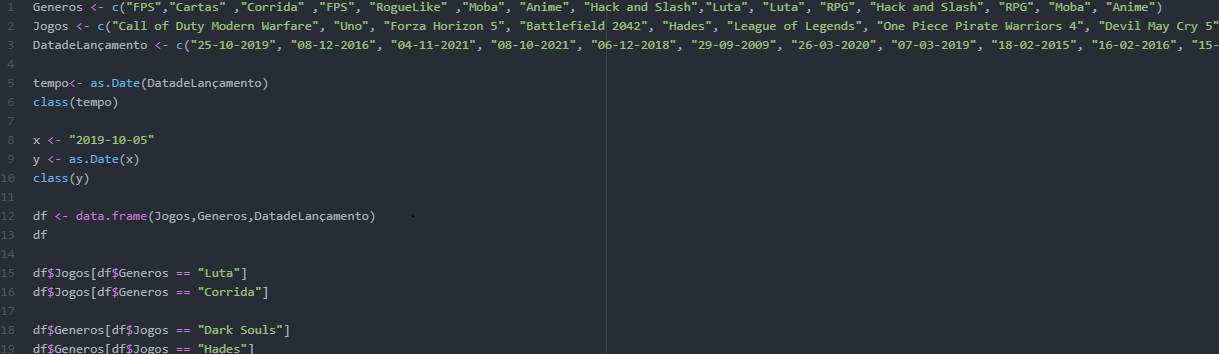 1 Generos <- c("FPS","Cartas" ,"Corrida" ,"FPS", "RogueLike" ,"Moba", "Anime", "Hack and Slash","Luta", "Luta", "RPG", "Hack and Slash", "RPG", "Moba", "Anime")
2 Jogos <- c("Call of Duty Modern Warfare", "Uno", "Forza Horizon 5", "Battlefield 2042", "Hades", "League of Legends", "One Piece Pirate Warriors 4", "Devil May Cry 5"
3 DatadeLançamento <- c("25-10-2019", "08-12-2016", "04-11-2021", "08-10-2021", "06-12-2018", "29-09-2009", "26-03-2020", "07-03-2019", "18-02-2015", "16-02-2016", "15-
4
5 tempo<- as.Date(DatadeLançamento)
6 class(tempo)
7
8 x <- "2019-10-05"
9 y <- as.Date(x)
10 class(y)
11
12 df <- data.frame(Jogos,Generos,DatadeLançamento)
13 df
14
15 df$Jogos[df$Generos == "Luta"]
16 df$Jogos[df$Generos == "Corrida"]
17
18 df$Generos[df$Jogos == "Dark Souls"]
19 df$Generos[df$Jogos == "Hades"]